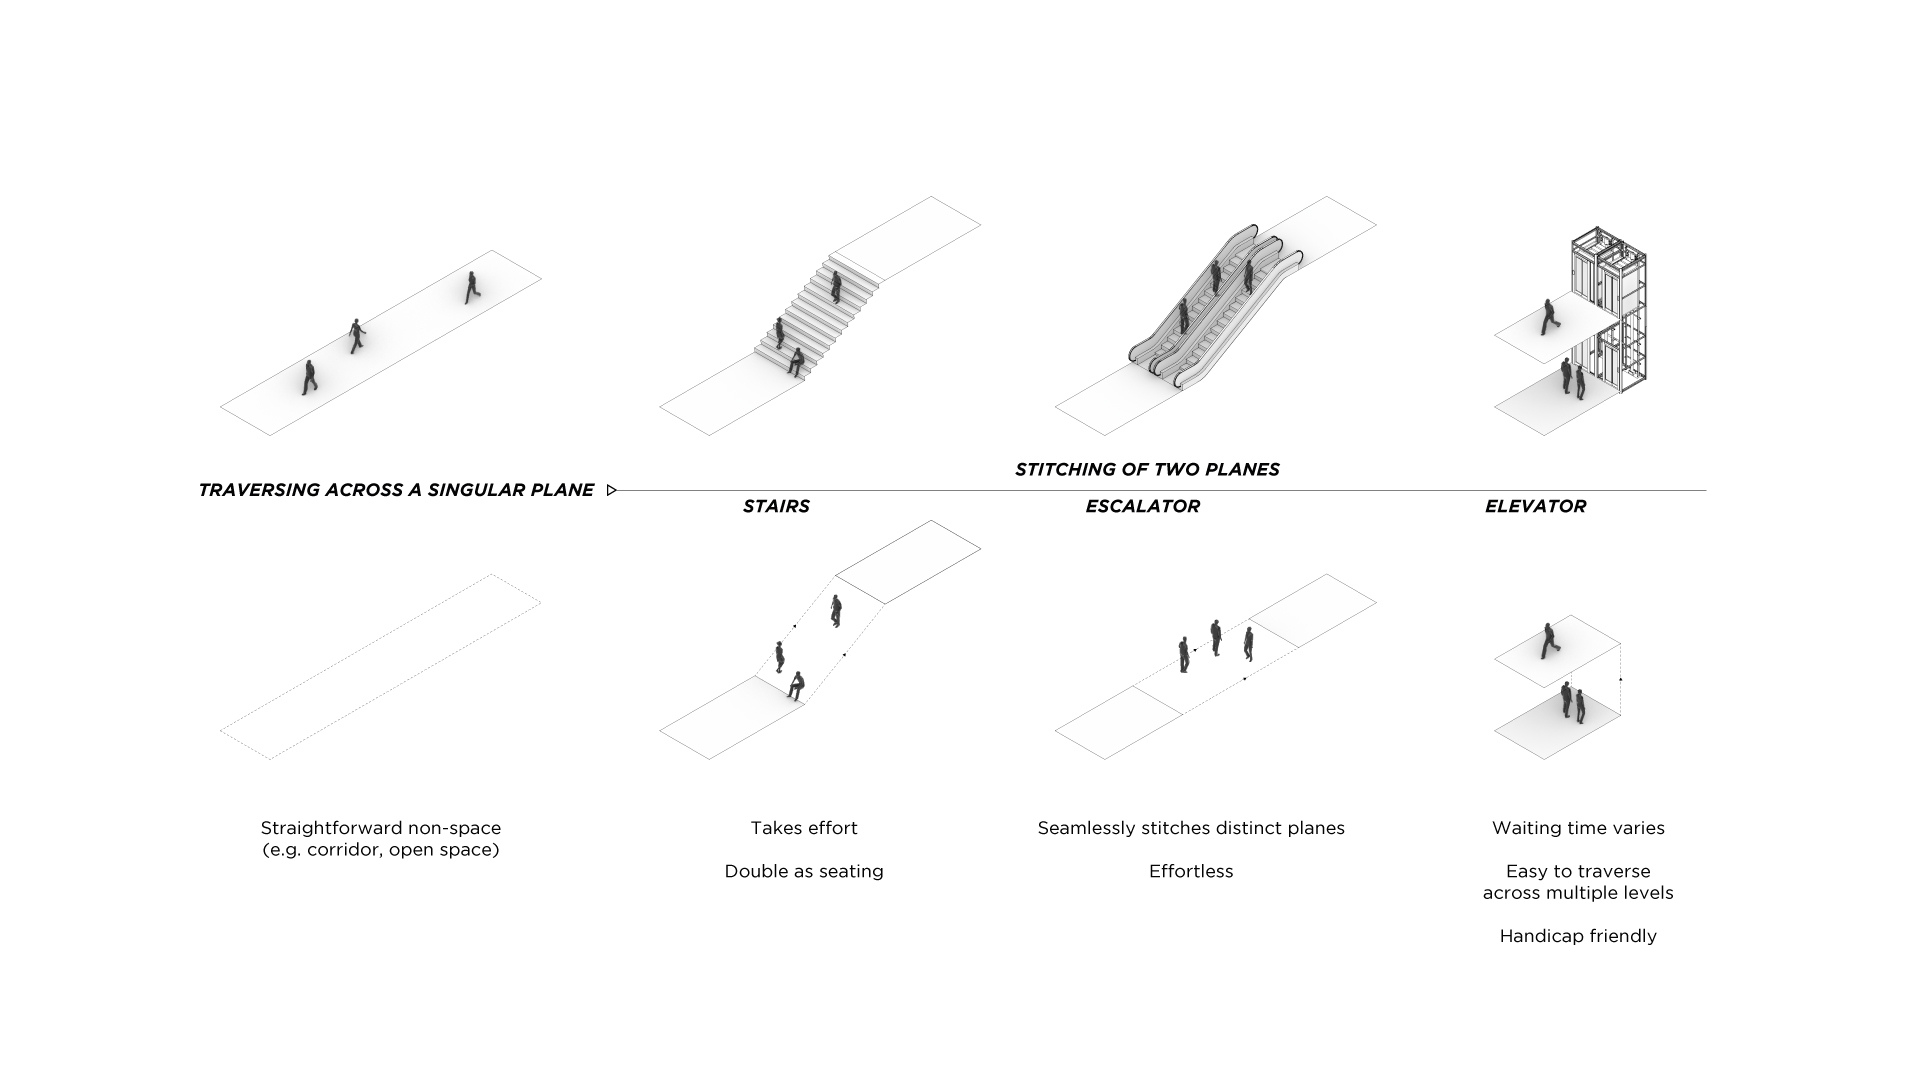 STITCHING OF TWO PLANES
TRAVERSING ACROSS A SINGULAR PLANE
STAIRS
ESCALATOR
ELEVATOR
Straightforward non-space
(e.g. corridor, open space)
Takes effort
Double as seating
Seamlessly stitches distinct planes
Effortless
Waiting time varies
Easy to traverse
across multiple levels
Handicap friendly